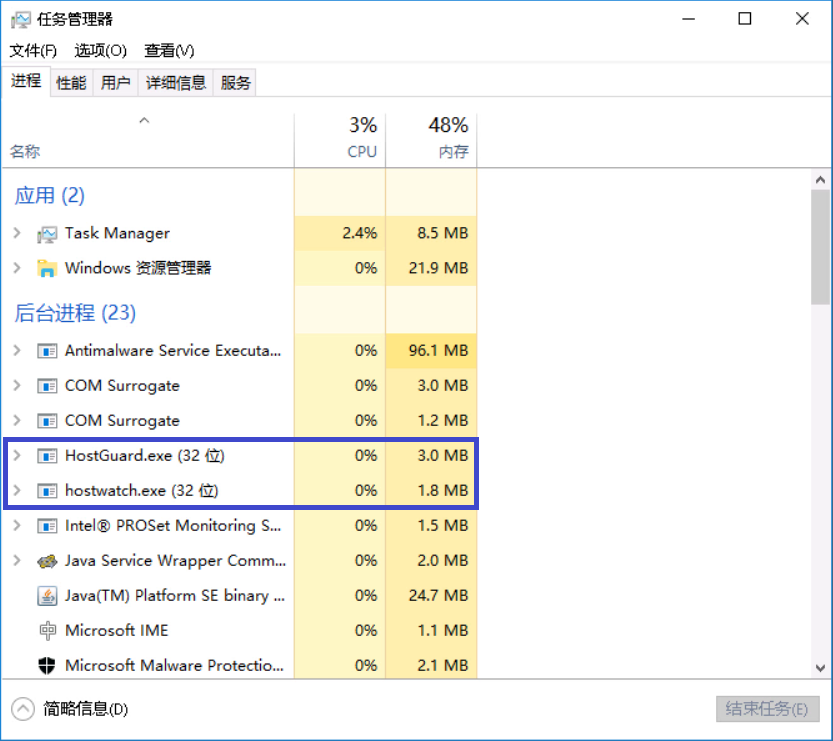 任务管理器
文件(F) 选项(O) 查看(V)
进程 性能 用户 详细信息 服务
3% 48%
名称 CPU 内存
应用 (2)
Task Manager 2.4% 8.5 MB
Windows 资源管理器 0% 21.9 MB
后台进程 (23)
Antimalware Service Executa... 0% 96.1 MB
COM Surrogate 0% 3.0 MB
COM Surrogate 0% 1.2 MB
HostGuard.exe (32 位) 0% 3.0 MB
hostwatch.exe (32 位) 0% 1.8 MB
Intel® PROSet Monitoring S... 0% 1.5 MB
Java Service Wrapper Comm... 0% 2.0 MB
Java(TM) Platform SE binary ... 0% 24.7 MB
Microsoft IME 0% 1.1 MB
Microsoft Malware Protectio... 0% 2.1 MB
简略信息(D) 结束任务(E)